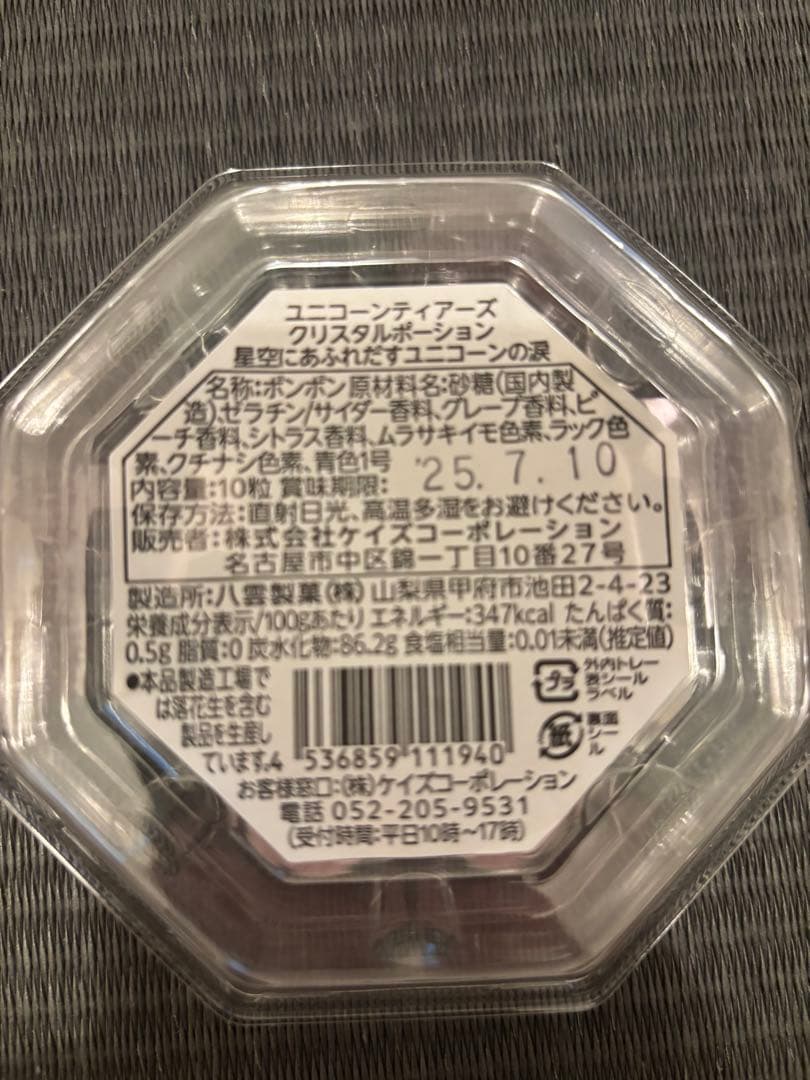 ユニコーンティアーズ
クリスタルポーション
星空にあふれだすユニコーンの涙
名称:ボンボン 原材料名:砂糖(国内製
造)、ゼラチン/サイダー香料、グレープ香料、ピ
ーチ香料、シトラス香料、ムラサキイモ色素、ラック色
素、クチナシ色素、青色1号
内容量:10粒 賞味期限: '25.7.10
保存方法:直射日光、高温多湿をお避けください。
販売者:株式会社ケイズコーポレーション
名古屋市中区錦一丁目10番27号
製造所:八雲製菓(株) 山梨県甲府市池田2-4-23
栄養成分表示/100gあたり エネルギー:347kcal たんぱく質:
0.5g 脂質:0 炭水化物:86.2g 食塩相当量:0.01未満(推定値)
●本品製造工場で
は落花生を含む
製品を生産し
ています。
4 536859 111940
プラ
外内トレー
表シール
ラベル
紙
裏面
シール
お客様窓口:(株)ケイズコーポレーション
電話 052-205-9531
(受付時間:平日10時〜17時)